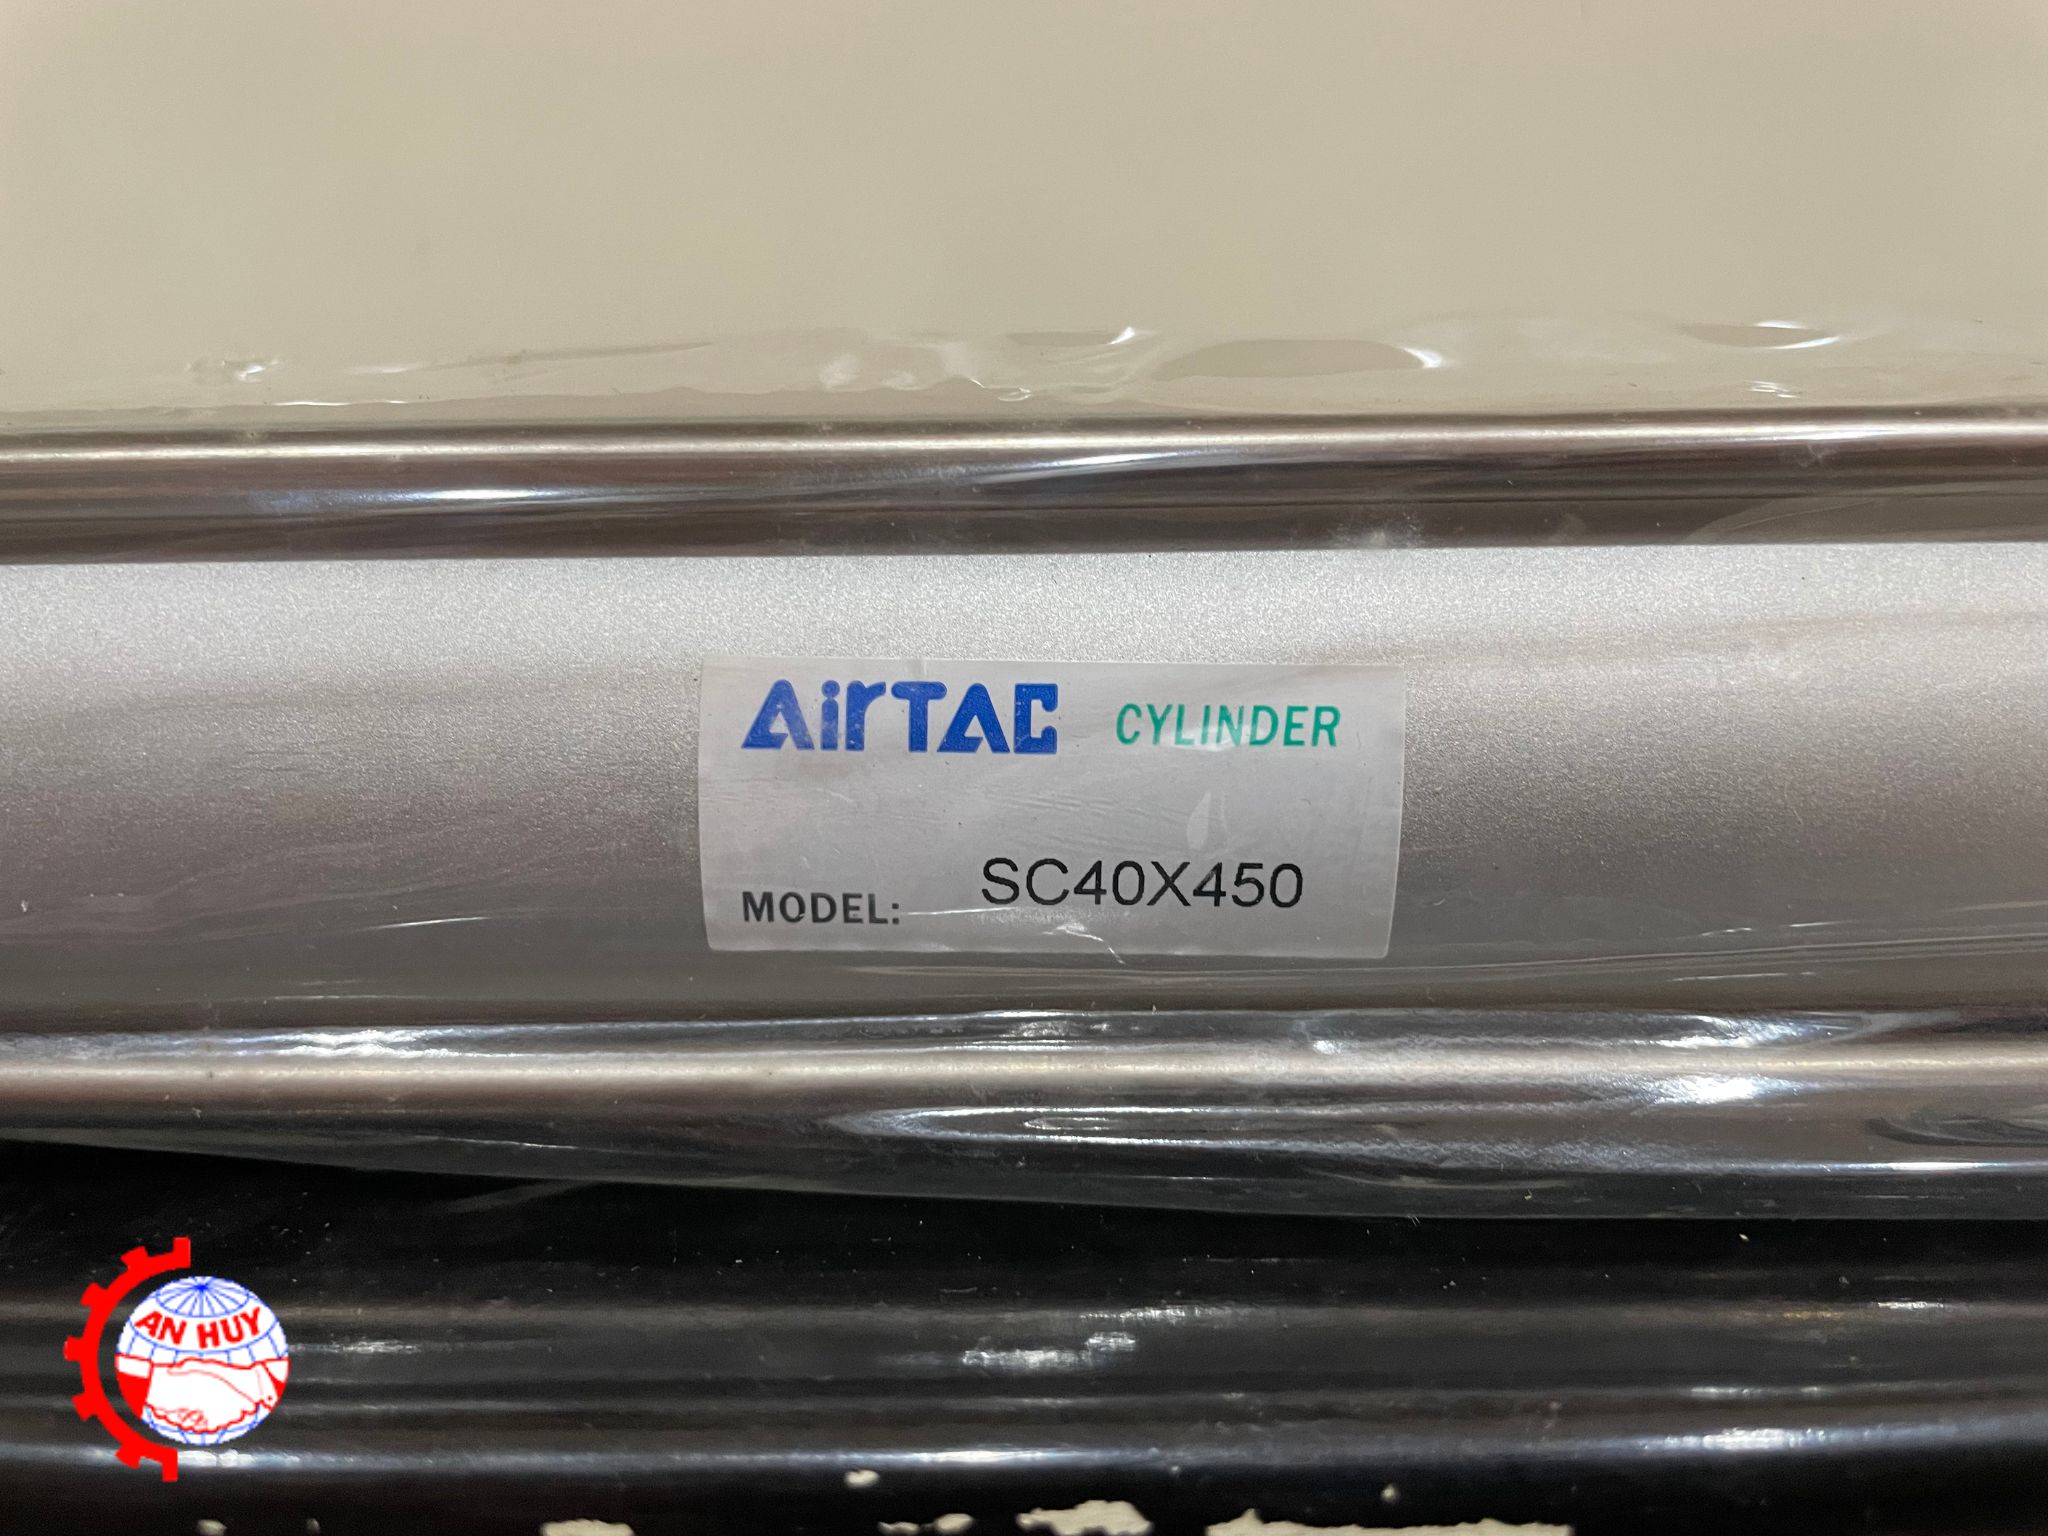 AirTAC CYLINDER
MODEL: SC40X450
AN HUY